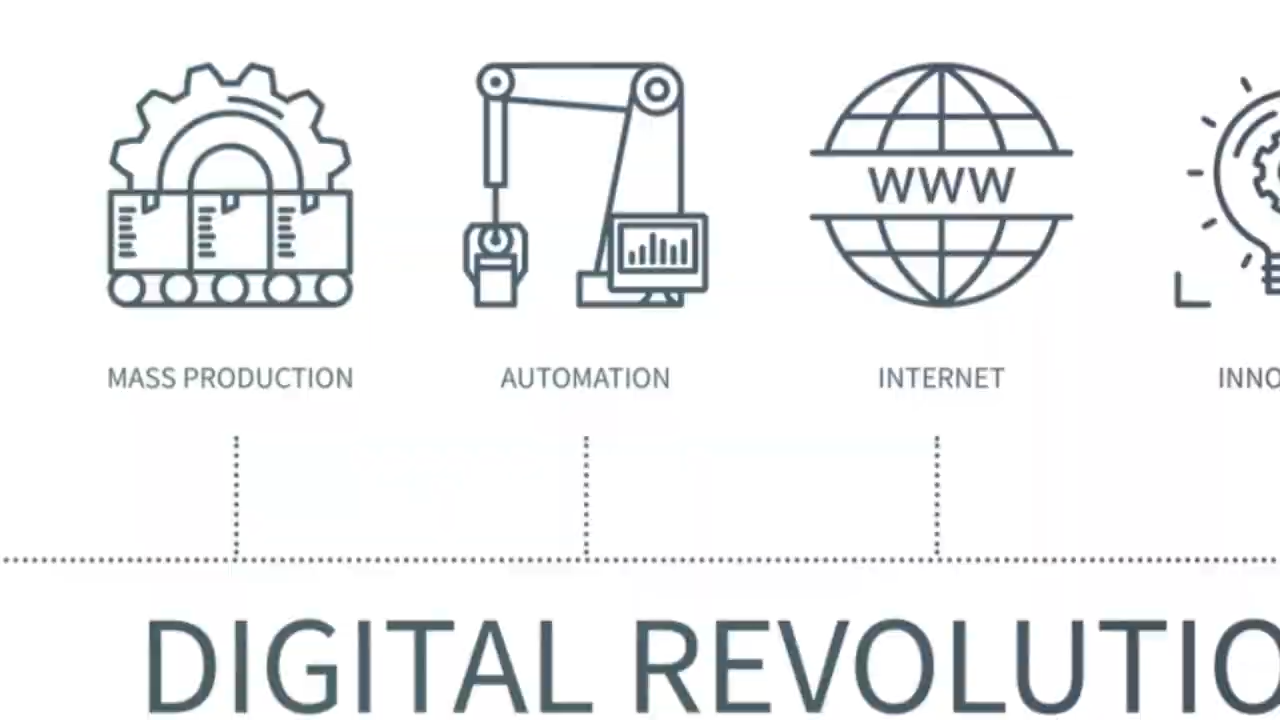 WWW
MASS PRODUCTION
AUTOMATION
INTERNET
INNO
DIGITAL REVOLUTIO